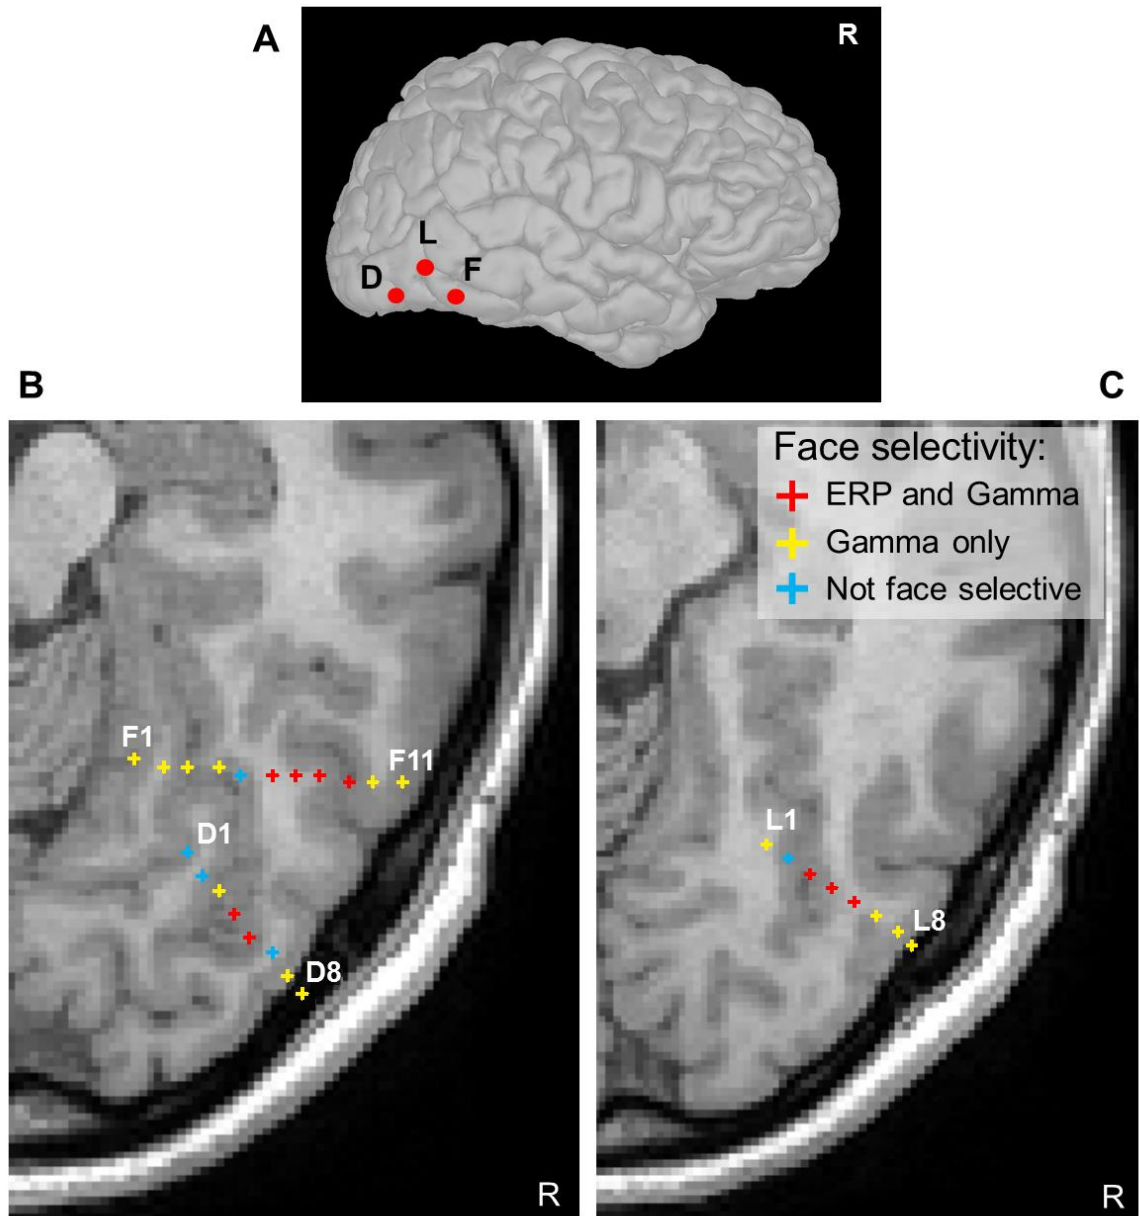 A
R
L
D
F
B
C
Face selectivity:
ERP and Gamma
Gamma only
Not face selective
F1
F11
D1
D8
L1
L8
R
R